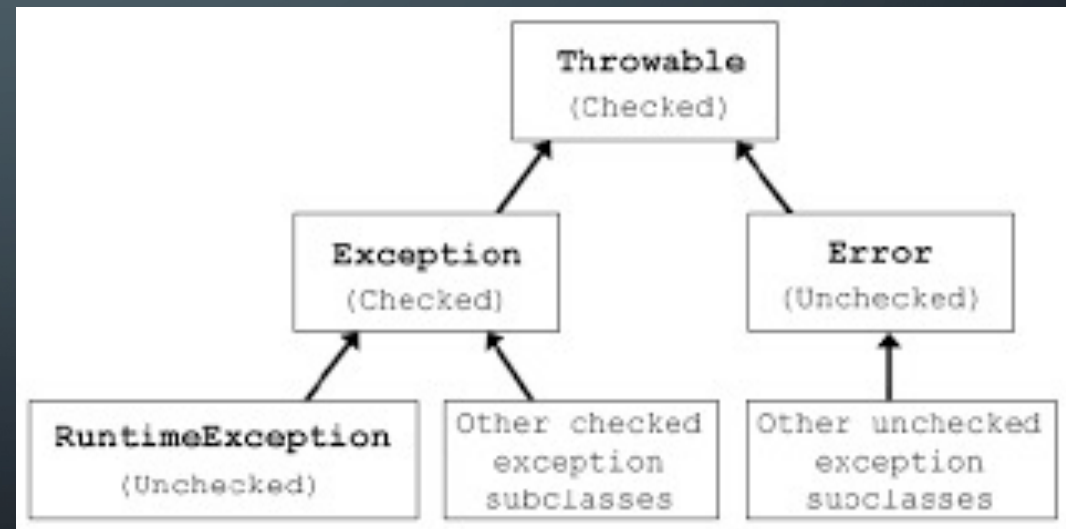 Throwable
(Checked)
Exception
(Checked)
Error
(Unchecked)
RuntimeException
(Unchecked)
Other checked
exception
subclasses
Other unchecked
exception
subclasses